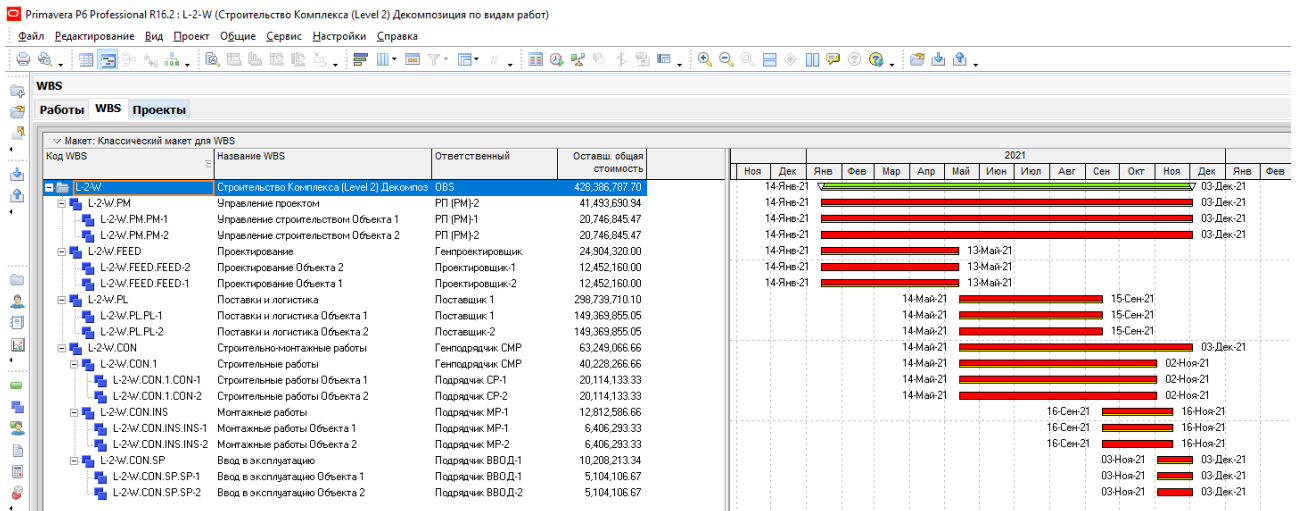 Primavera P6 Professional R16.2 : L-2-W (Строительство Комплекса (Level 2) Декомпозиция по видам работ)
Файл Редактирование Вид Проект Общие Сервис Настройки Справка
WBS
Работы WBS Проекты
Макет: Классический макет для WBS
Код WBS Название WBS Ответственный Оставш. общая стоимость 2021
Ноя Дек Янв Фев Мар Апр Май Июн Июл Авг Сен Окт Ноя Дек Янв Фев
L-2-W Строительство Комплекса (Level 2) Декомпоз OBS 428,386,787.70 14-Янв-21 03-Дек-21
L-2-W.PM Управление проектом РП (PM)-2 41,493,690.94 14-Янв-21 03-Дек-21
L-2-W.PM.PM-1 Управление строительством Объекта 1 РП (PM)-1 20,746,845.47 14-Янв-21 03-Дек-21
L-2-W.PM.PM-2 Управление строительством Объекта 2 РП (PM)-2 20,746,845.47 14-Янв-21 03-Дек-21
L-2-W.FEED Проектирование Генпроектировщик 24,904,320.00 14-Янв-21 13-Май-21
L-2-W.FEED.FEED-2 Проектирование Объекта 2 Проектировщик-1 12,452,160.00 14-Янв-21 13-Май-21
L-2-W.FEED.FEED-1 Проектирование Объекта 1 Проектировщик-2 12,452,160.00 14-Янв-21 13-Май-21
L-2-W.PL Поставки и логистика Поставщик 1 298,739,710.10 14-Май-21 15-Сен-21
L-2-W.PL.PL-1 Поставки и логистика Объекта 1 Поставщик 1 149,369,855.05 14-Май-21 15-Сен-21
L-2-W.PL.PL-2 Поставки и логистика Объекта 2 Поставщик-2 149,369,855.05 14-Май-21 15-Сен-21
L-2-W.CON Строительно-монтажные работы Генподрядчик СМР 63,249,066.66 14-Май-21 03-Дек-21
L-2-W.CON.1 Строительные работы Генподрядчик СМР 40,228,266.66 14-Май-21 02-Ноя-21
L-2-W.CON.1.CON-1 Строительные работы Объекта 1 Подрядчик СР-1 20,114,133.33 14-Май-21 02-Ноя-21
L-2-W.CON.1.CON-2 Строительные работы Объекта 2 Подрядчик СР-2 20,114,133.33 14-Май-21 02-Ноя-21
L-2-W.CON.INS Монтажные работы Подрядчик МР-1 12,812,586.66 16-Сен-21 16-Ноя-21
L-2-W.CON.INS.INS-1 Монтажные работы Объекта 1 Подрядчик МР-1 6,406,293.33 16-Сен-21 16-Ноя-21
L-2-W.CON.INS.INS-2 Монтажные работы Объекта 2 Подрядчик МР-2 6,406,293.33 16-Сен-21 16-Ноя-21
L-2-W.CON.SP Ввод в эксплуатацию Подрядчик ВВОД-1 10,208,213.34 03-Ноя-21 03-Дек-21
L-2-W.CON.SP.SP-1 Ввод в эксплуатацию Объекта 1 Подрядчик ВВОД-1 5,104,106.67 03-Ноя-21 03-Дек-21
L-2-W.CON.SP.SP-2 Ввод в эксплуатацию Объекта 2 Подрядчик ВВОД-2 5,104,106.67 03-Ноя-21 03-Дек-21